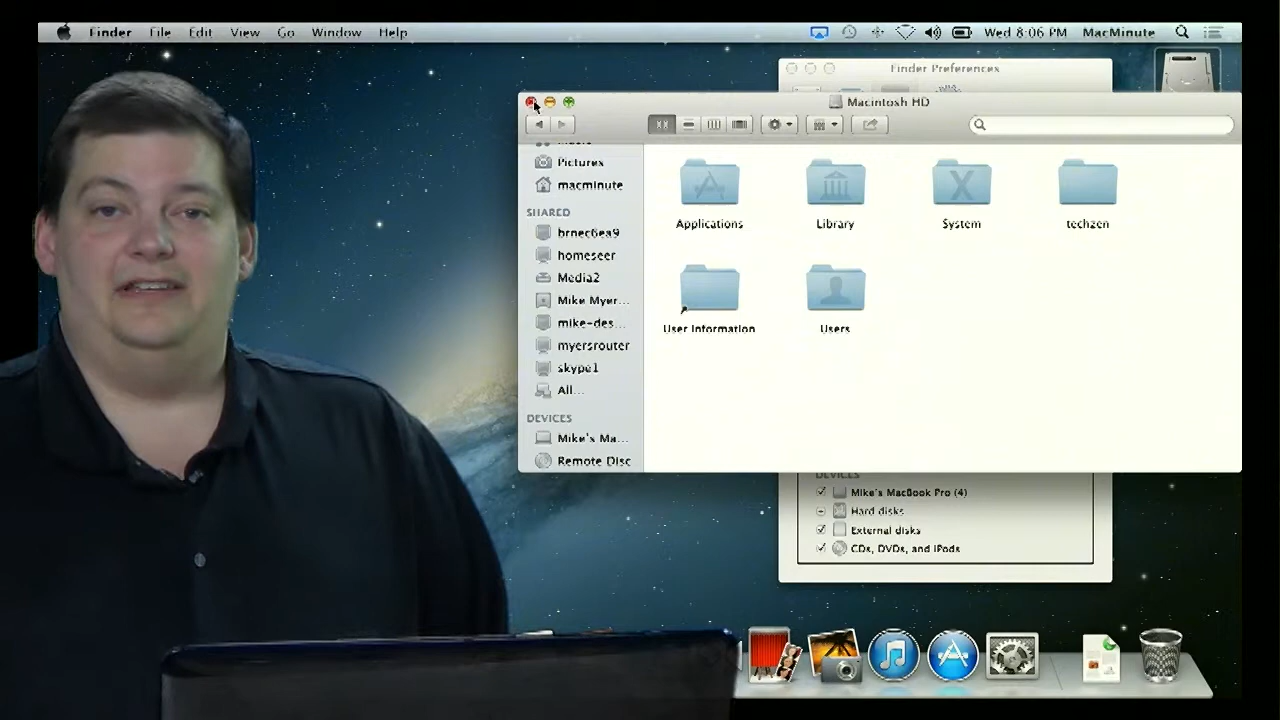 Finder File Edit View Go Window Help
Wed 8:06 PM MacMinute
Finder Preferences
Macintosh HD
Pictures
macminute
SHARED
brnec6ea9
homeseer
Media2
Mike Myer...
mike-des...
myersrouter
skype1
All...
DEVICES
Mike's Ma...
Remote Disc
Applications
Library
System
techzen
User Information
Users
Mike's MacBook Pro (4)
Hard disks
External disks
CDs, DVDs, and iPods